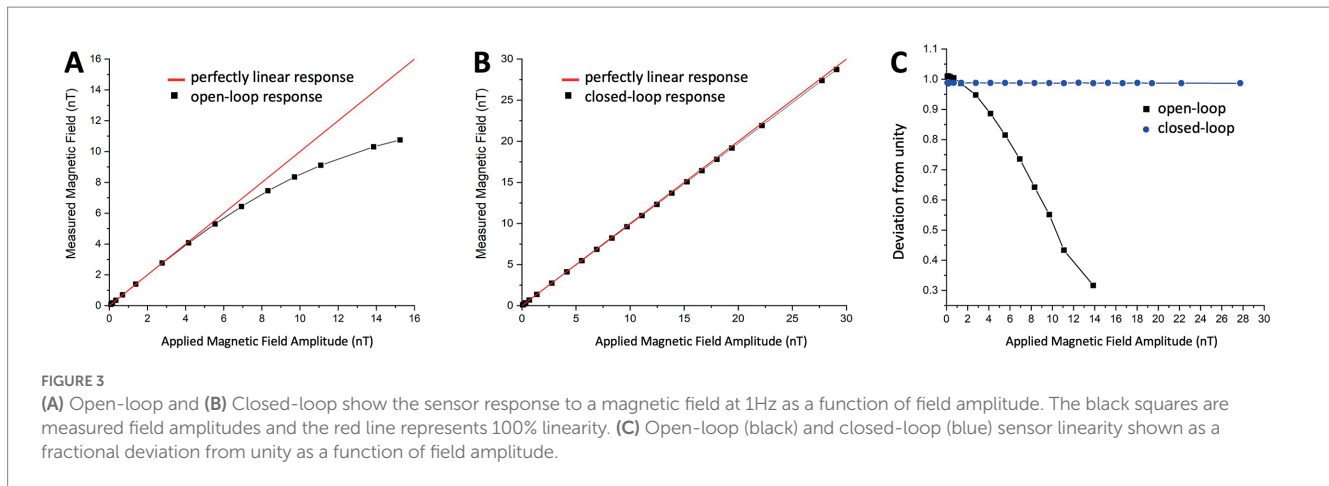 A
perfectly linear response
open-loop response
Measured Magnetic Field (nT)
16
14
12
10
8
6
4
2
0
0 2 4 6 8 10 12 14 16
Applied Magnetic Field Amplitude (nT)
B
perfectly linear response
closed-loop response
Measured Magnetic Field (nT)
30
25
20
15
10
5
0
0 5 10 15 20 25 30
Applied Magnetic Field Amplitude (nT)
C
open-loop
closed-loop
Deviation from unity
1.1
1.0
0.9
0.8
0.7
0.6
0.5
0.4
0.3
0 2 4 6 8 10 12 14 16 18 20 22 24 26 28 30
Applied Magnetic Field Amplitude (nT)
FIGURE 3
(A) Open-loop and (B) Closed-loop show the sensor response to a magnetic field at 1Hz as a function of field amplitude. The black squares are
measured field amplitudes and the red line represents 100% linearity. (C) Open-loop (black) and closed-loop (blue) sensor linearity shown as a
fractional deviation from unity as a function of field amplitude.